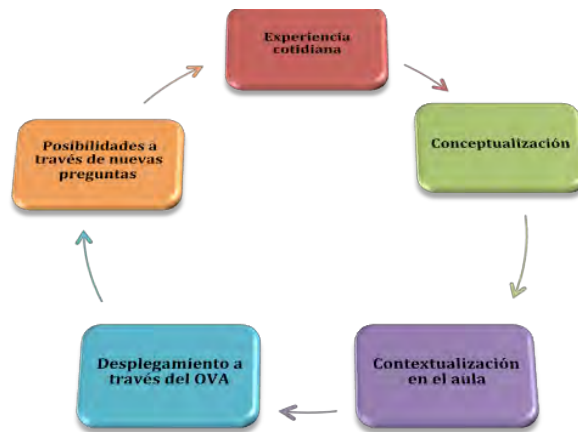 Experiencia
cotidiana
Conceptualización
Contextualización
en el aula
Desplegamiento a
través del OVA
Posibilidades a
través de nuevas
preguntas